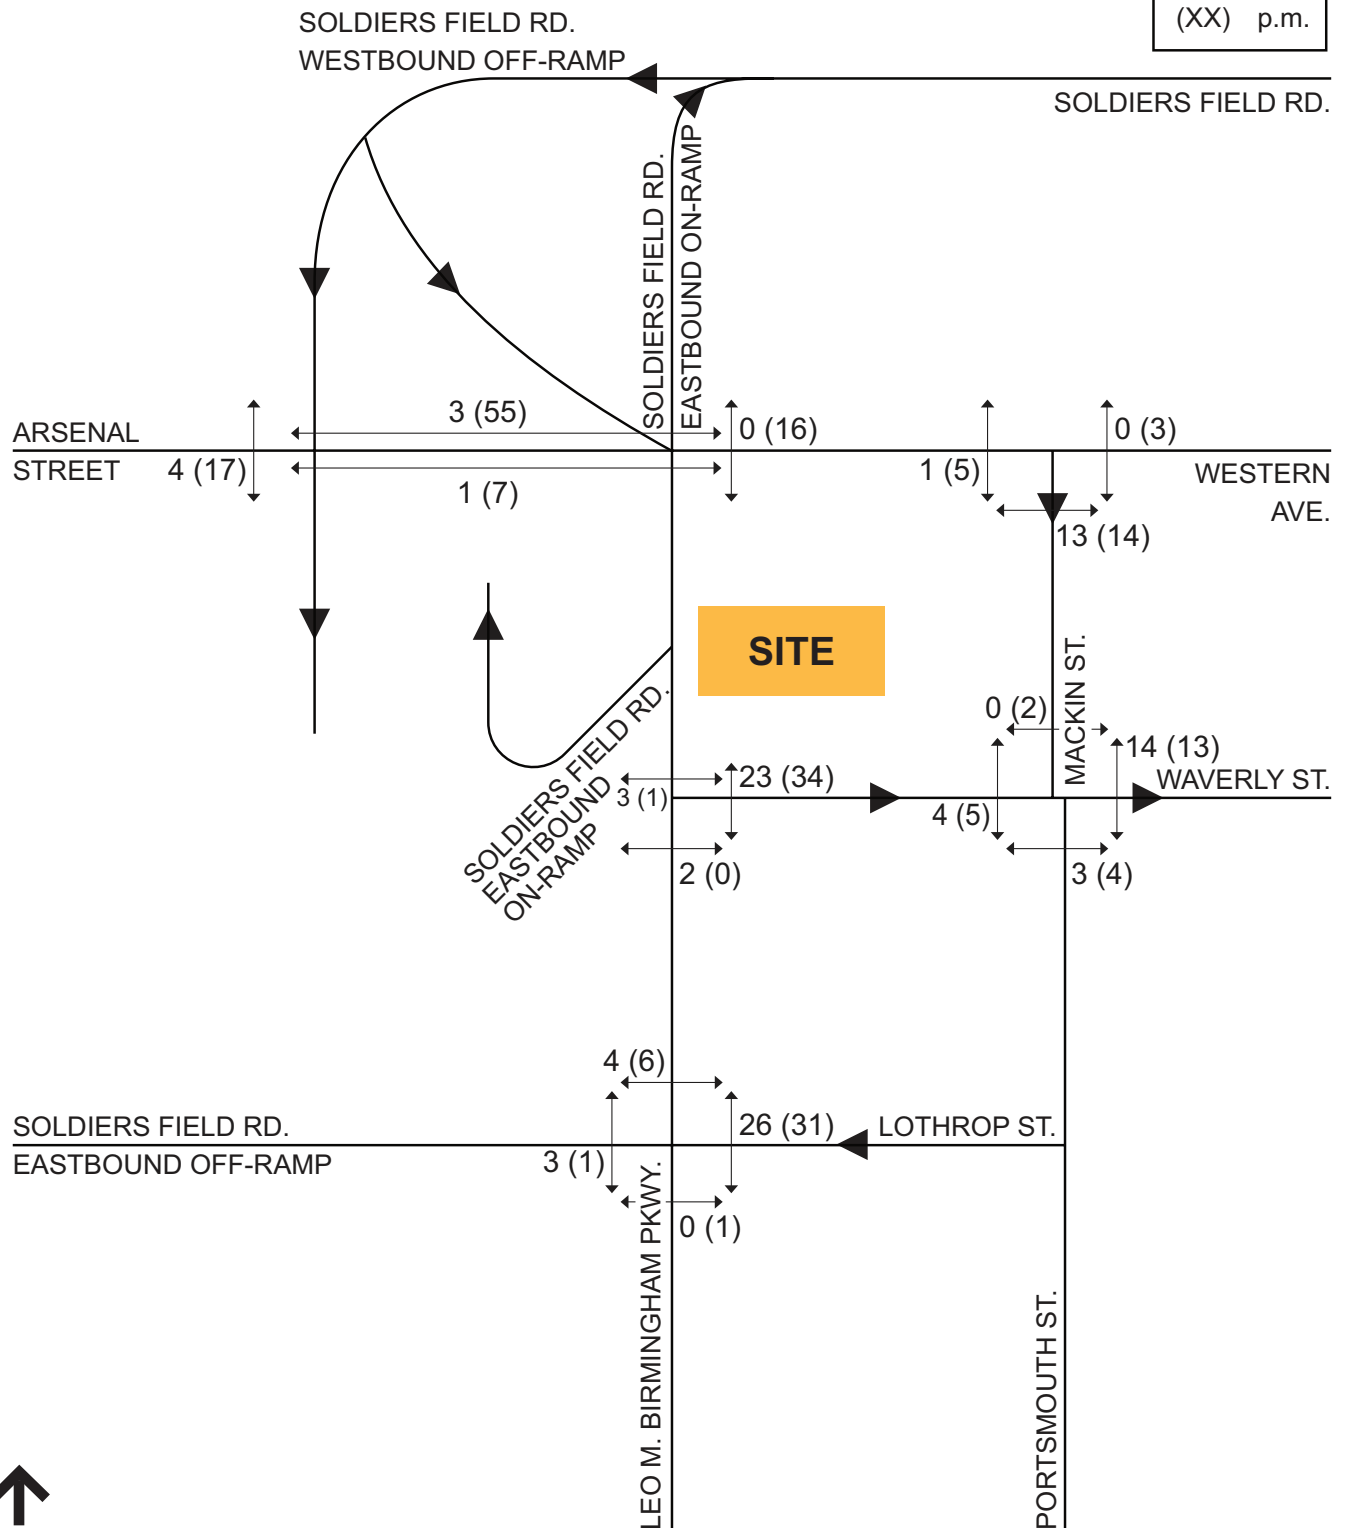 (XX) p.m.
SOLDIERS FIELD RD.
WESTBOUND OFF-RAMP
SOLDIERS FIELD RD.
SOLDIERS FIELD RD.
EASTBOUND ON-RAMP
3 (55)
0 (16)
0 (3)
ARSENAL
STREET
4 (17)
1 (7)
1 (5)
WESTERN
AVE.
13 (14)
SITE
MACKIN ST.
0 (2)
14 (13)
23 (34)
WAVERLY ST.
3 (1)
4 (5)
SOLDIERS FIELD RD.
EASTBOUND
ON-RAMP
2 (0)
3 (4)
4 (6)
SOLDIERS FIELD RD.
EASTBOUND OFF-RAMP
26 (31)
LOTHROP ST.
3 (1)
0 (1)
LEO M. BIRMINGHAM PKWY.
PORTSMOUTH ST.